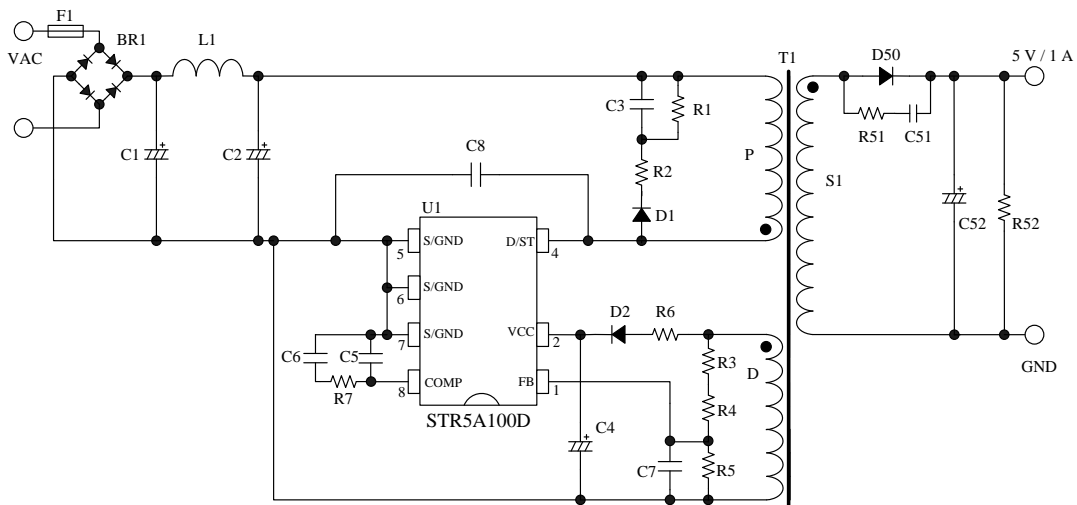 F1
BR1
L1
VAC
T1
D50
5 V / 1 A
C3
R1
R51
C51
C1
C2
C8
R2
P
S1
D1
U1
C52
R52
S/GND
D/ST
5
4
S/GND
6
D2
R6
S/GND
VCC
7
2
C6
C5
R3
GND
D
COMP
FB
R7
8
1
R4
STR5A100D
C4
C7
R5